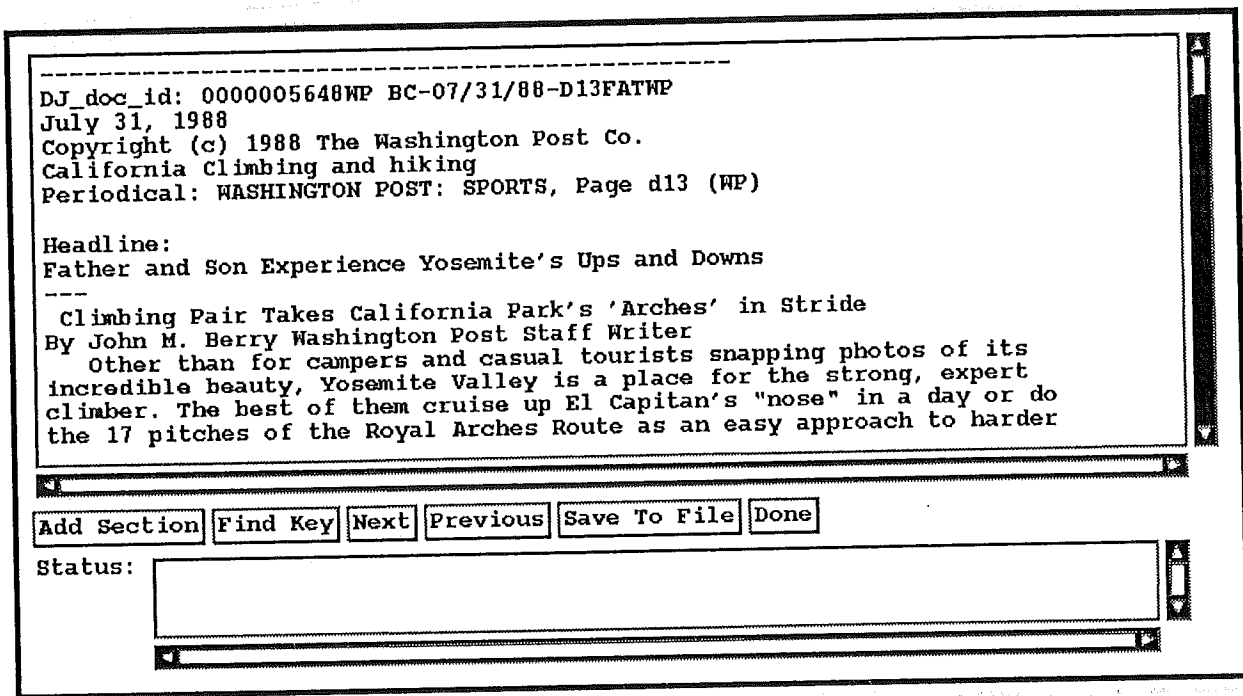 ------------------------------------------------
DJ_doc_id: 0000005648WP BC-07/31/88-D13FATWP
July 31, 1988
Copyright (c) 1988 The Washington Post Co.
California Climbing and hiking
Periodical: WASHINGTON POST: SPORTS, Page d13 (WP)
Headline:
Father and Son Experience Yosemite's Ups and Downs
---
Climbing Pair Takes California Park's 'Arches' in Stride
By John M. Berry Washington Post Staff Writer
Other than for campers and casual tourists snapping photos of its
incredible beauty, Yosemite Valley is a place for the strong, expert
climber. The best of them cruise up El Capitan's "nose" in a day or do
the 17 pitches of the Royal Arches Route as an easy approach to harder
Add Section Find Key Next Previous Save To File Done
Status: